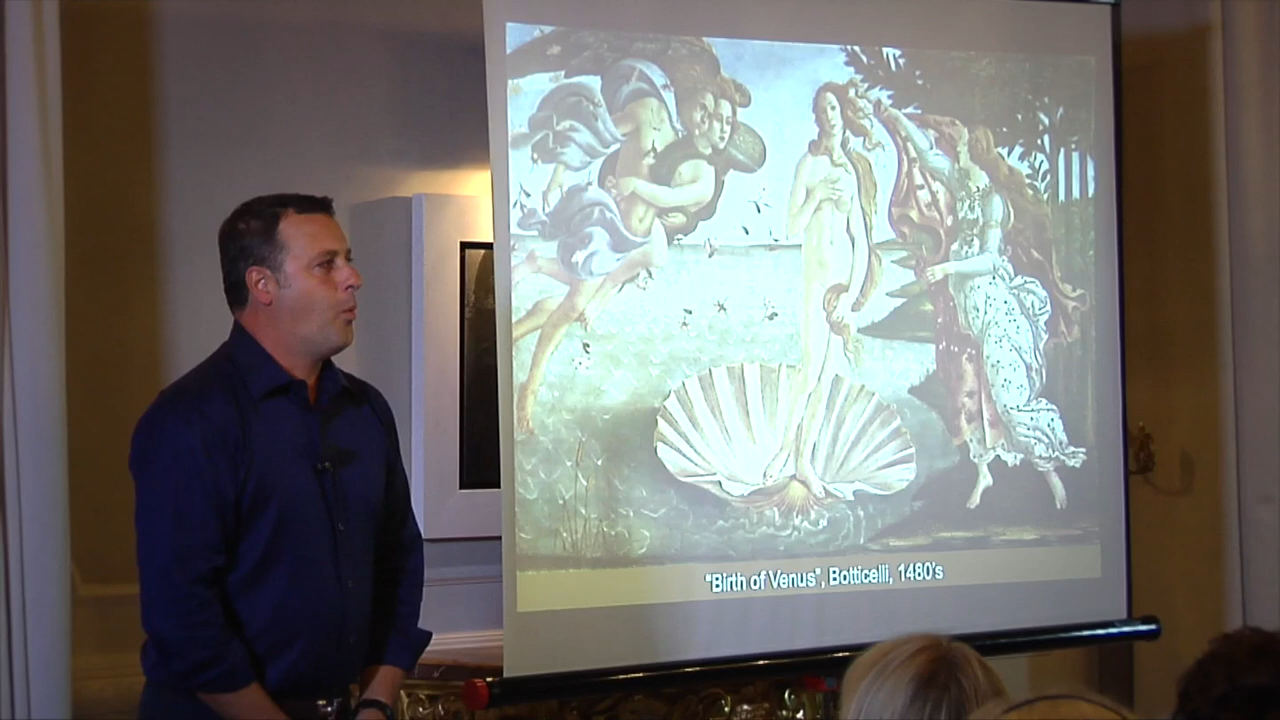 “Birth of Venus”, Botticelli, 1480’s